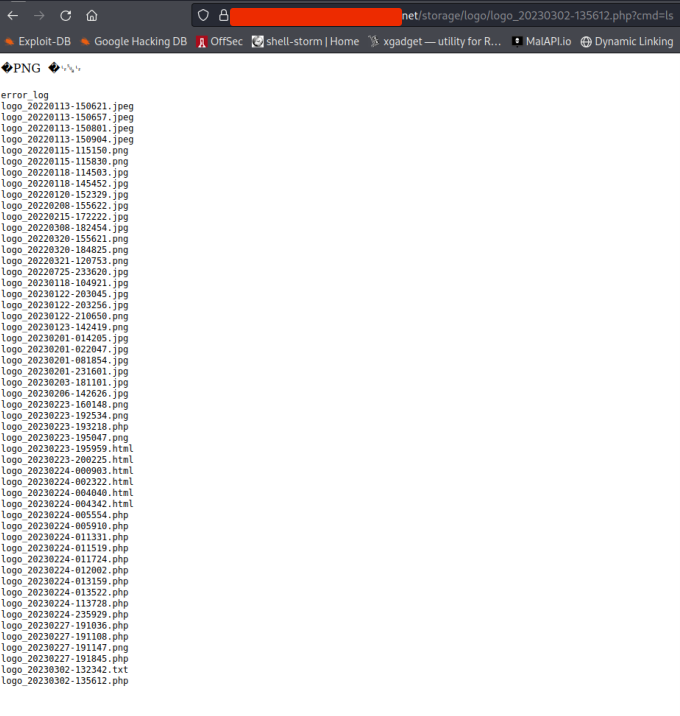 net/storage/logo/logo_20230302-135612.php?cmd=ls
Exploit-DB Google Hacking DB OffSec shell-storm | Home xgadget — utility for R… MalAPI.io Dynamic Linking
�PNG �
error_log
logo_20220113-150621.jpeg
logo_20220113-150657.jpeg
logo_20220113-150801.jpeg
logo_20220113-150904.jpeg
logo_20220115-115150.png
logo_20220115-115830.png
logo_20220118-114503.jpg
logo_20220118-145452.jpg
logo_20220120-152329.jpg
logo_20220208-155622.jpg
logo_20220215-172222.jpg
logo_20220308-182454.jpg
logo_20220320-155621.png
logo_20220320-184825.png
logo_20220321-120753.png
logo_20220725-233620.jpg
logo_20230118-104921.jpg
logo_20230122-203045.jpg
logo_20230122-203256.jpg
logo_20230122-210650.png
logo_20230123-142419.png
logo_20230201-014205.jpg
logo_20230201-022047.jpg
logo_20230201-081854.jpg
logo_20230201-231601.jpg
logo_20230203-181101.jpg
logo_20230206-142626.jpg
logo_20230223-160148.png
logo_20230223-192534.png
logo_20230223-193218.php
logo_20230223-195047.png
logo_20230223-195959.html
logo_20230223-200225.html
logo_20230224-000903.html
logo_20230224-002322.html
logo_20230224-004040.html
logo_20230224-004342.html
logo_20230224-005554.php
logo_20230224-005910.php
logo_20230224-011331.php
logo_20230224-011519.php
logo_20230224-011724.php
logo_20230224-012002.php
logo_20230224-013159.php
logo_20230224-013522.php
logo_20230224-113728.php
logo_20230224-235929.php
logo_20230227-191036.php
logo_20230227-191108.php
logo_20230227-191147.png
logo_20230227-191845.php
logo_20230302-132342.txt
logo_20230302-135612.php